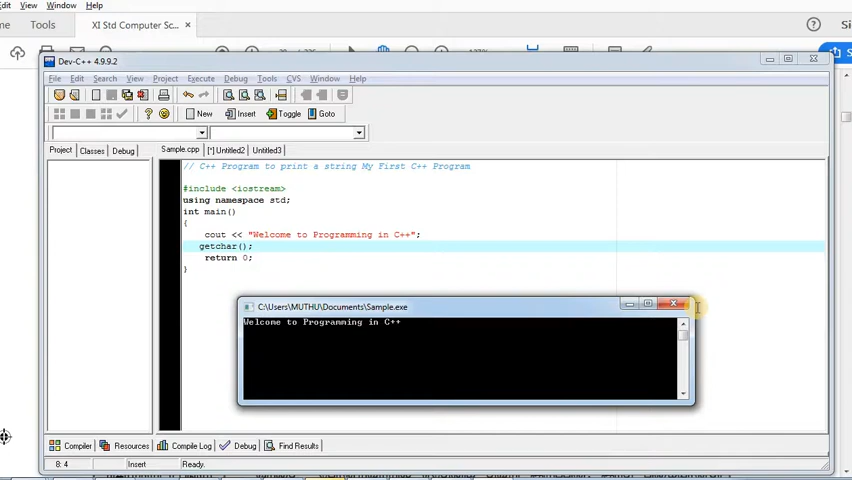 dit View Window Help
me Tools XI Std Computer Sc... ×
Dev-C++ 4.9.9.2
File Edit Search View Project Execute Debug Tools CVS Window Help
New Insert Toggle Goto
Project Classes Debug Sample.cpp [*] Untitled2 Untitled3
// C++ Program to print a string My First C++ Program
#include <iostream>
using namespace std;
int main()
{
cout << "Welcome to Programming in C++";
getchar();
return 0;
}
C:\Users\MUTHU\Documents\Sample.exe
Welcome to Programming in C++
Compiler Resources Compile Log Debug Find Results
8: 4 Insert Ready.